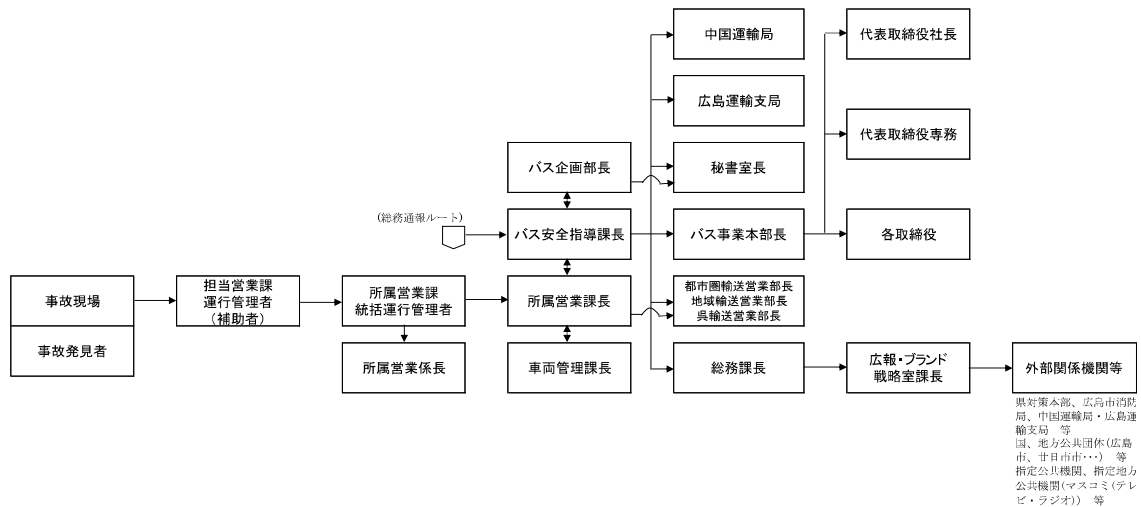 中国運輸局
代表取締役社長
広島運輸支局
代表取締役専務
バス企画部長
秘書室長
(総務通報ルート)
バス安全指導課長
バス事業本部長
各取締役
事故現場
事故発見者
担当営業課
運行管理者
(補助者)
所属営業課
統括運行管理者
所属営業課長
都市圏輸送営業部長
地域輸送営業部長
呉輸送営業部長
所属営業係長
車両管理課長
総務課長
広報・ブランド
戦略室課長
外部関係機関等
県対策本部、広島市消防
局、中国運輸局・広島運
輸支局 等
国、地方公共団体(広島
市、廿日市市・・・) 等
指定公共機関、指定地方
公共機関(マスコミ(テレ
ビ・ラジオ)) 等